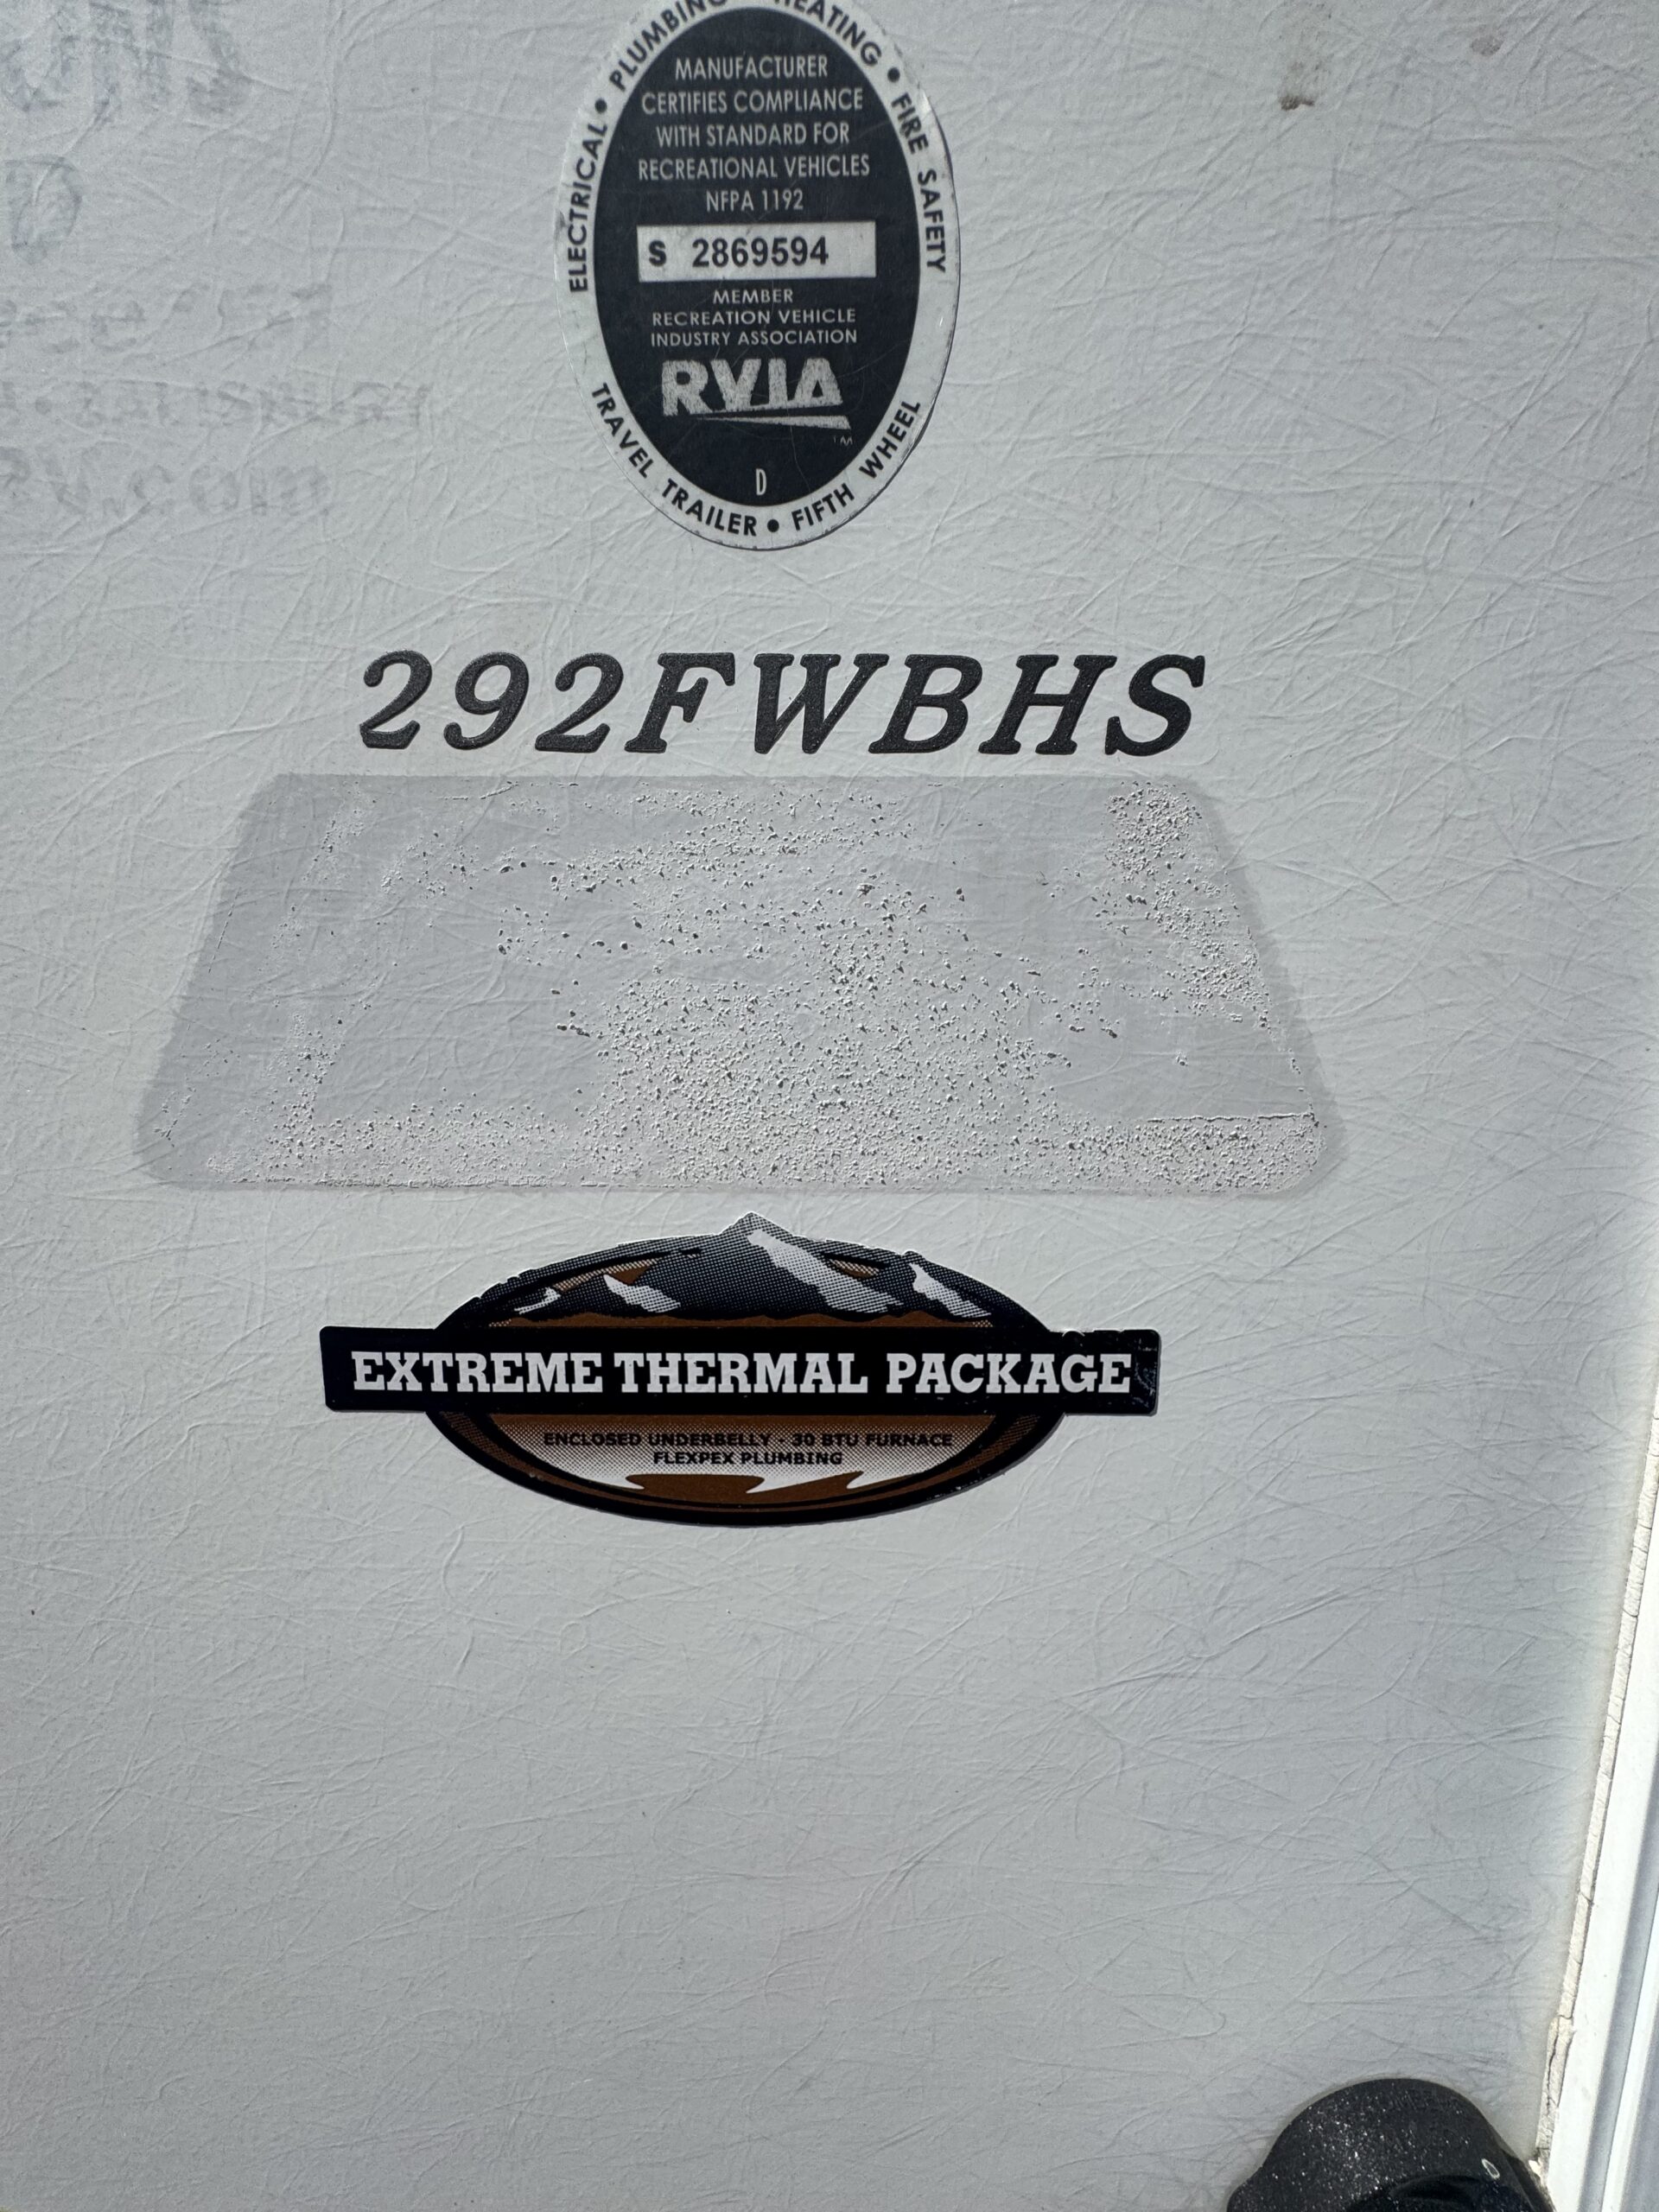 ELECTRICAL • PLUMBING • HEATING • FIRE SAFETY
MANUFACTURER
CERTIFIES COMPLIANCE
WITH STANDARD FOR
RECREATIONAL VEHICLES
NFPA 1192
S 2869594
MEMBER
RECREATION VEHICLE
INDUSTRY ASSOCIATION
RVIA
TM
D
TRAVEL TRAILER • FIFTH WHEEL
292FWBHS
EXTREME THERMAL PACKAGE
ENCLOSED UNDERBELLY - 30 BTU FURNACE
FLEXPEX PLUMBING